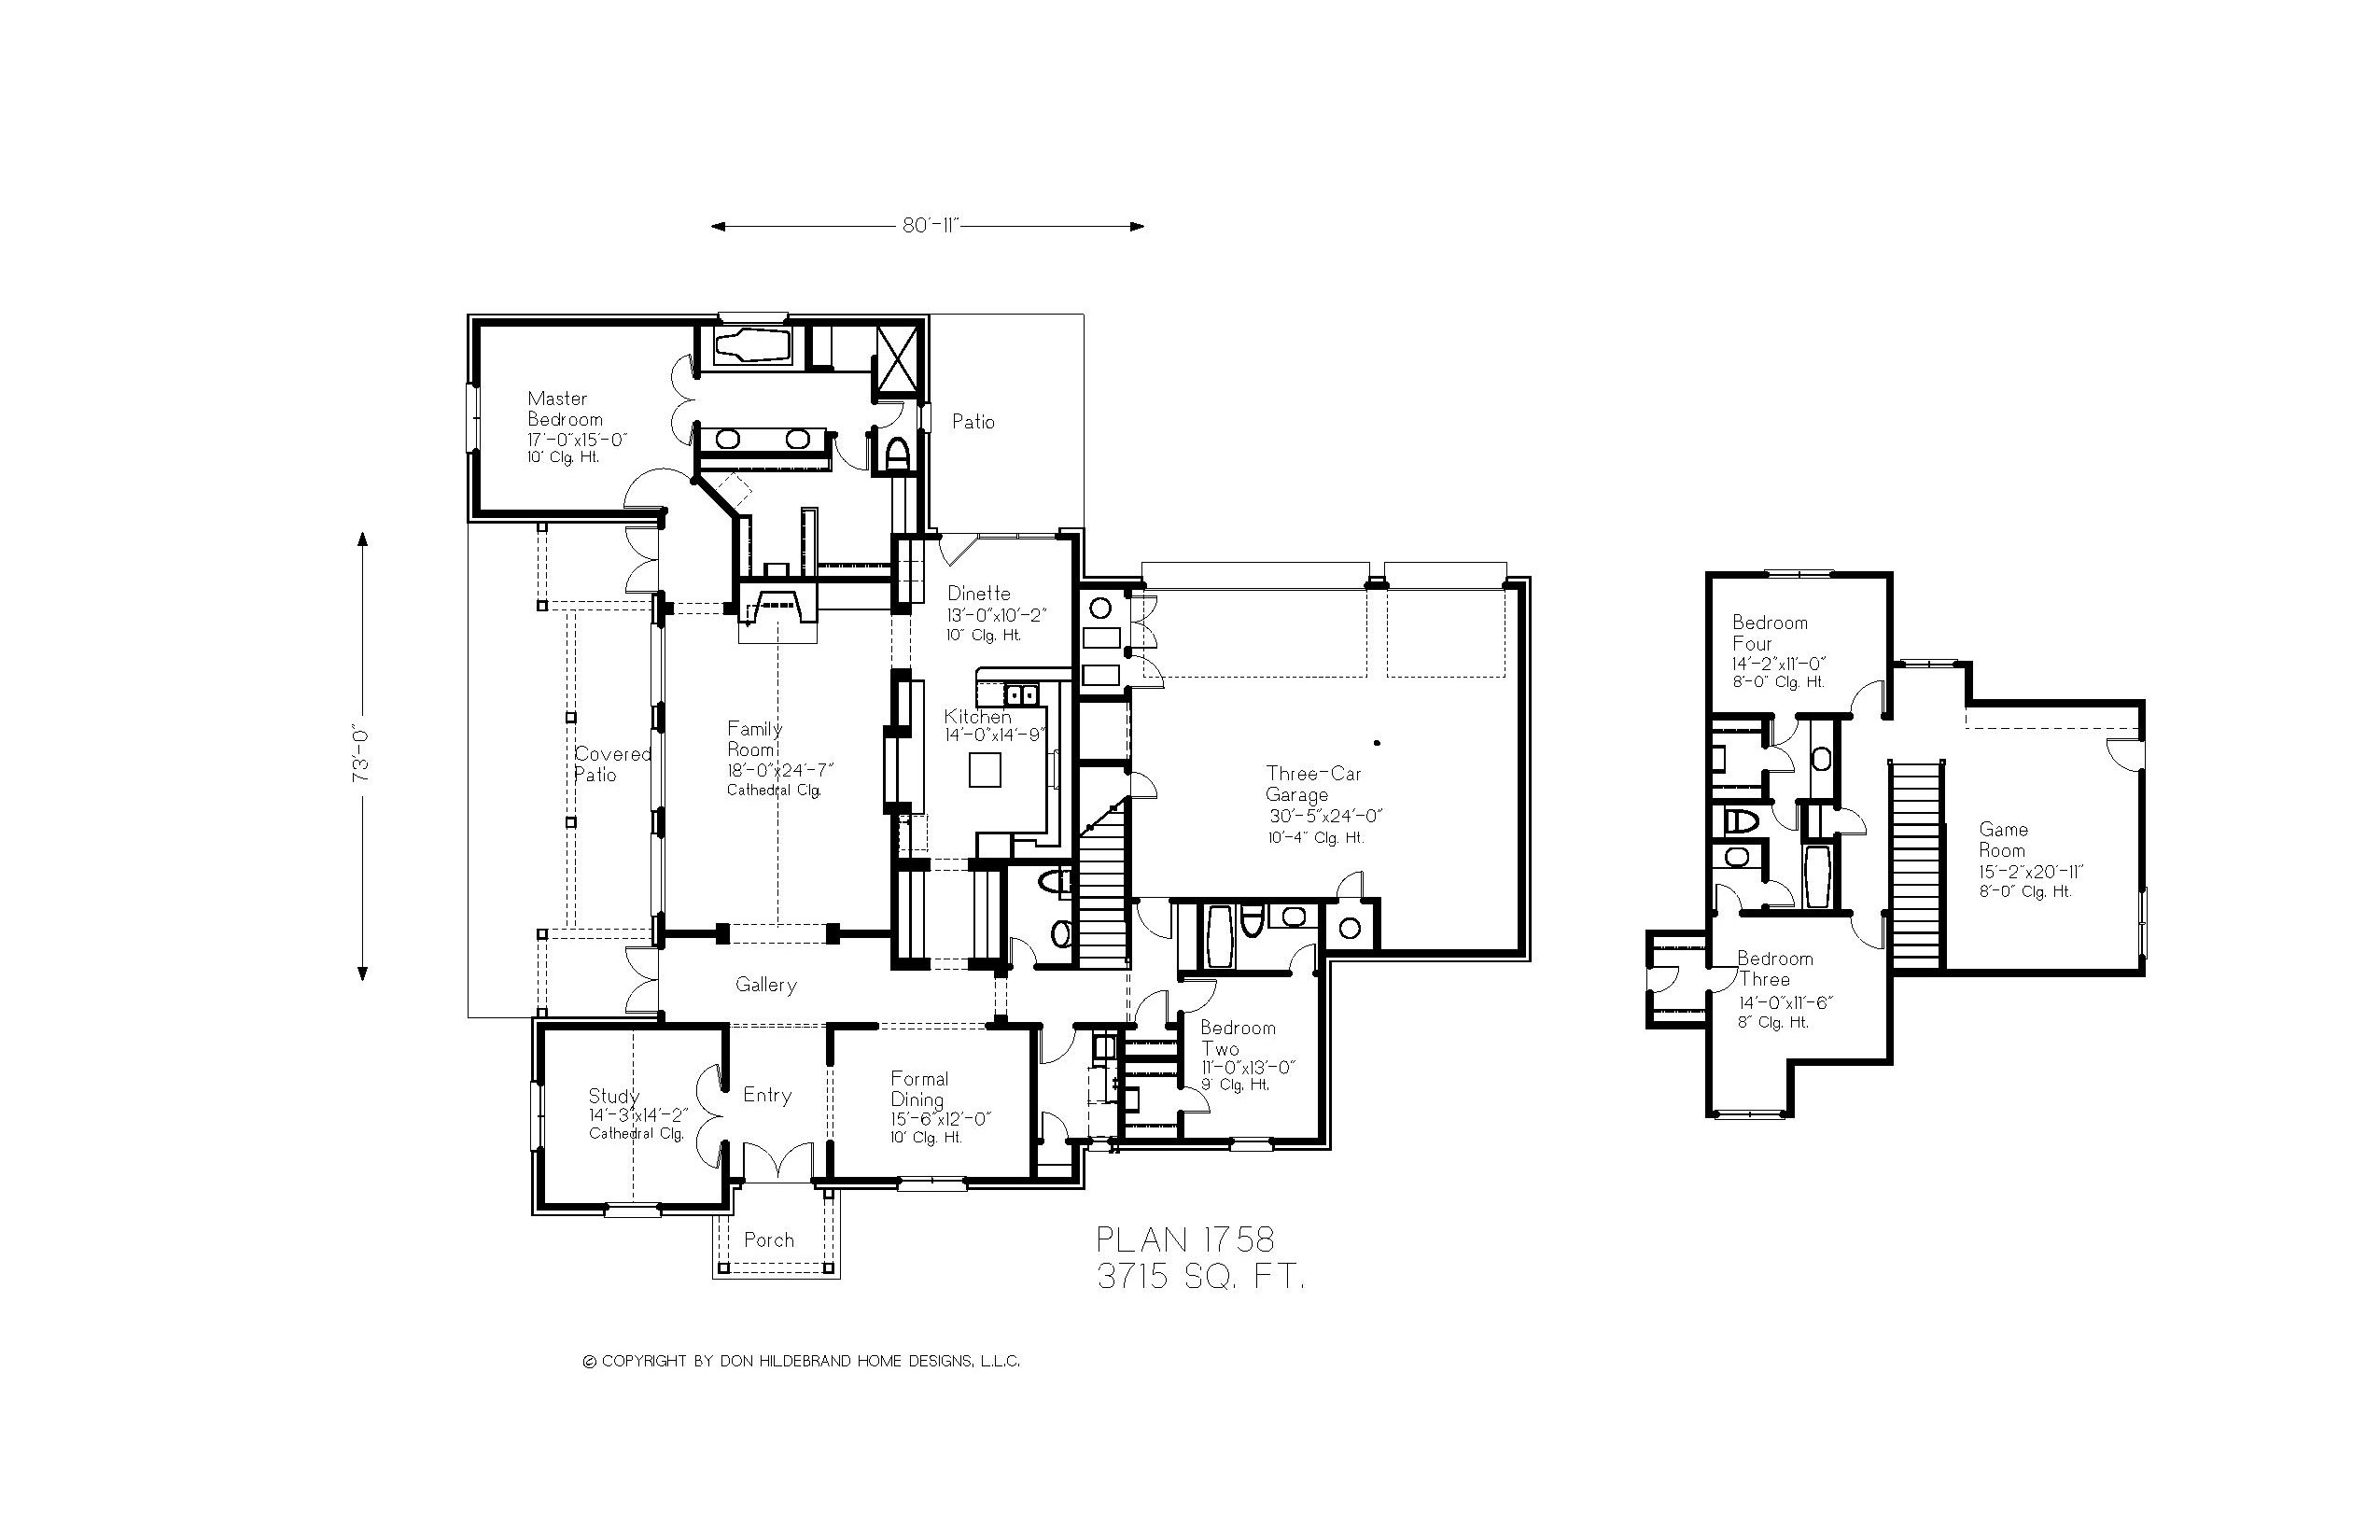 80'-11"
73'-0"
Master
Bedroom
17'-0"x15'-0"
10' Clg. Ht.
Patio
Dinette
13'-0"x10'-2"
10" Clg. Ht.
Kitchen
14'-0"x14'-9"
Family
Room
18'-0"x24'-7"
Cathedral Clg.
Covered
Patio
Three-Car
Garage
30'-5"x24'-0"
10'-4" Clg. Ht.
Gallery
Bedroom
Two
11'-0"x13'-0"
9' Clg. Ht.
Study
14'-3"x14'-2"
Cathedral Clg.
Entry
Formal
Dining
15'-6"x12'-0"
10' Clg. Ht.
Porch
Bedroom
Four
14'-2"x11'-0"
8'-0" Clg. Ht.
Game
Room
15'-2"x20'-11"
8'-0" Clg. Ht.
Bedroom
Three
14'-0"x11'-6"
8" Clg. Ht.
PLAN 1758
3715 SQ. FT.
© COPYRIGHT BY DON HILDEBRAND HOME DESIGNS, L.L.C.